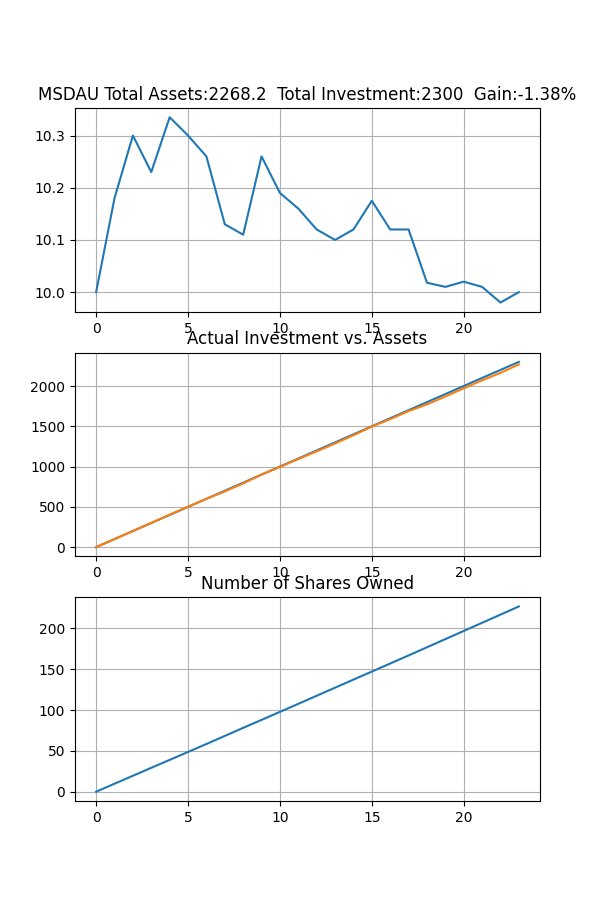 MSDAU Total Assets:2268.2  Total Investment:2300  Gain:-1.38%
10.3
10.2
10.1
10.0
0 5 10 15 20
Actual Investment vs. Assets
2000
1500
1000
500
0
0 5 10 15 20
Number of Shares Owned
200
150
100
50
0
0 5 10 15 20